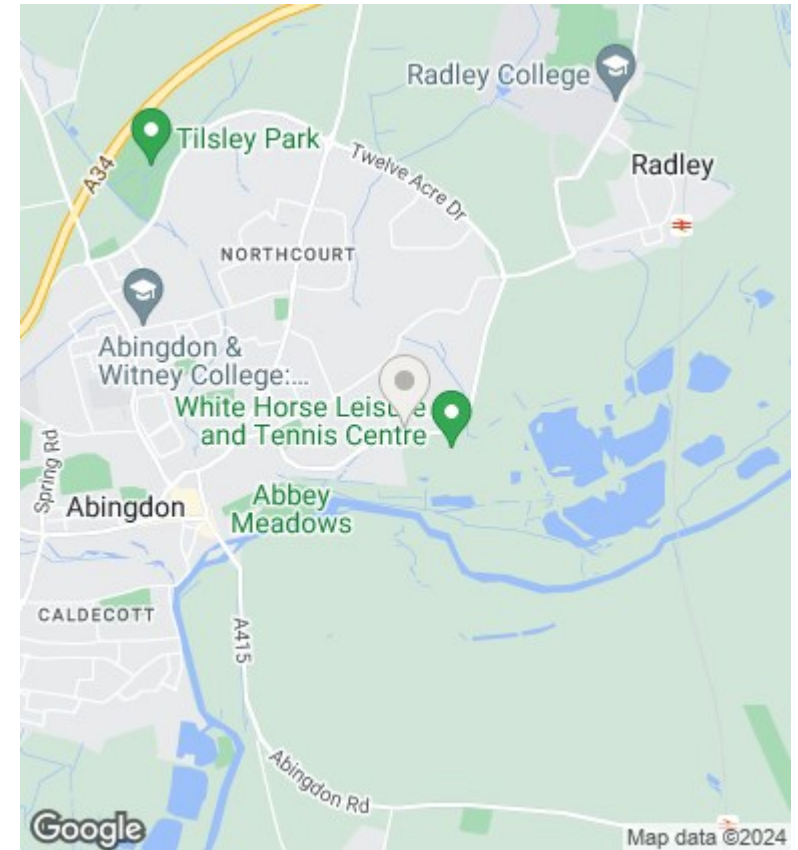 Radley College
Tilsley Park
A34
Twelve Acre Dr
Radley
NORTHCOURT
Abingdon &
Witney College:...
White Horse Leisure
and Tennis Centre
Spring Rd
Abingdon
Abbey
Meadows
CALDECOTT
A415
Abingdon Rd
Google
Map data ©2024